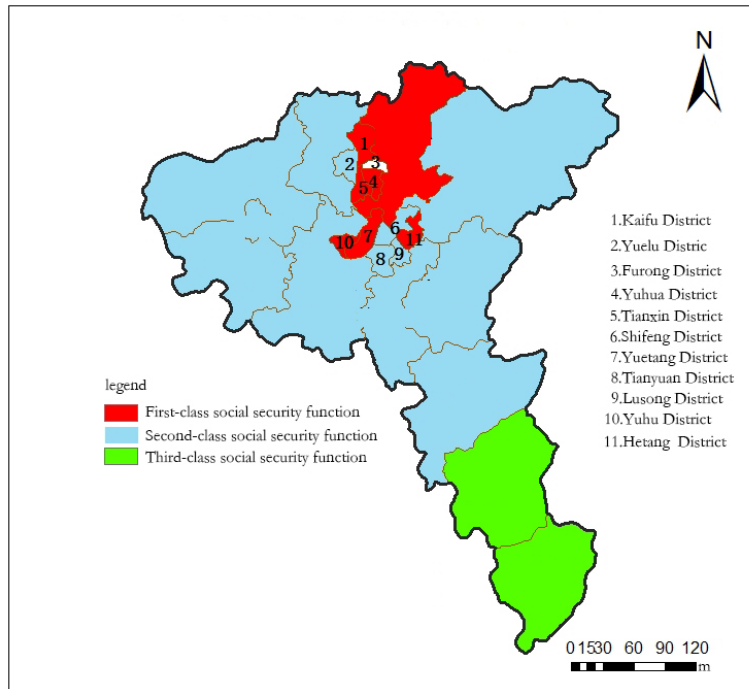 N
1
2
3
5 4
6
7
10
11
8
9
1.Kaifu District
2.Yuelu Distric
3.Furong District
4.Yuhua District
5.Tianxin District
6.Shifeng District
7.Yuetang District
8.Tianyuan District
9.Lusong District
10.Yuhu District
11.Hetang District
legend
First-class social security function
Second-class social security function
Third-class social security function
0 1530 60 90 120
m